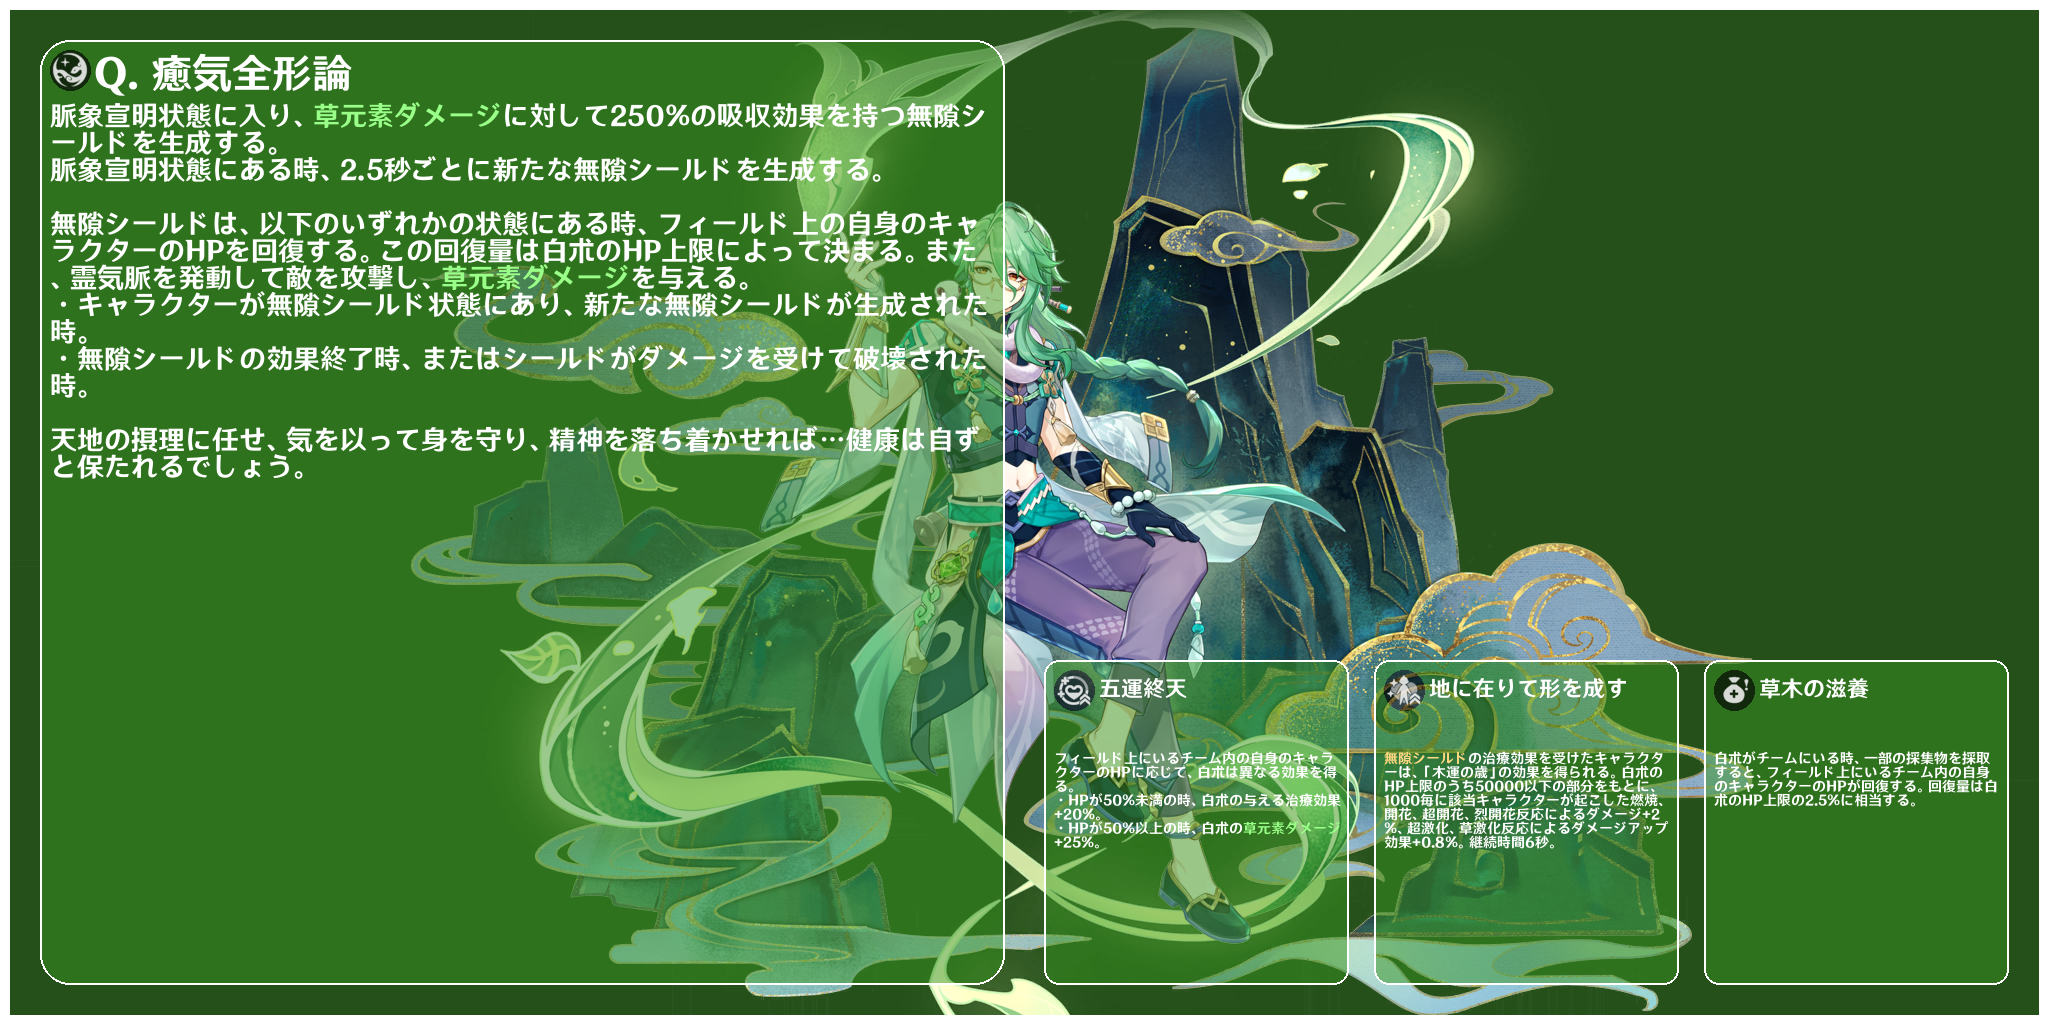 Q. 癒気全形論
脈象宣明状態に入り、草元素ダメージに対して250%の吸収効果を持つ無隙シ
ールドを生成する。
脈象宣明状態にある時、2.5秒ごとに新たな無隙シールドを生成する。
無隙シールドは、以下のいずれかの状態にある時、フィールド上の自身のキャ
ラクターのHPを回復する。この回復量は白朮のHP上限によって決まる。また
、霊気脈を発動して敵を攻撃し、草元素ダメージを与える。
・キャラクターが無隙シールド状態にあり、新たな無隙シールドが生成された
時。
・無隙シールドの効果終了時、またはシールドがダメージを受けて破壊された
時。
天地の摂理に任せ、気を以って身を守り、精神を落ち着かせれば…健康は自ず
と保たれるでしょう。
五運終天
フィールド上にいるチーム内の自身のキャラ
クターのHPに応じて、白朮は異なる効果を得
る。
・HPが50%未満の時、白朮の与える治療効果
+20%。
・HPが50%以上の時、白朮の草元素ダメージ
+25%。
地に在りて形を成す
無隙シールドの治療効果を受けたキャラクタ
ーは、「木運の歳」の効果を得られる。白朮の
HP上限のうち50000以下の部分をもとに、
1000毎に該当キャラクターが起こした燃焼、
開花、超開花、烈開花反応によるダメージ+2
%、超激化、草激化反応によるダメージアップ
効果+0.8%。継続時間6秒。
草木の滋養
白朮がチームにいる時、一部の採集物を採取
すると、フィールド上にいるチーム内の自身
のキャラクターのHPが回復する。回復量は白
朮のHP上限の2.5%に相当する。